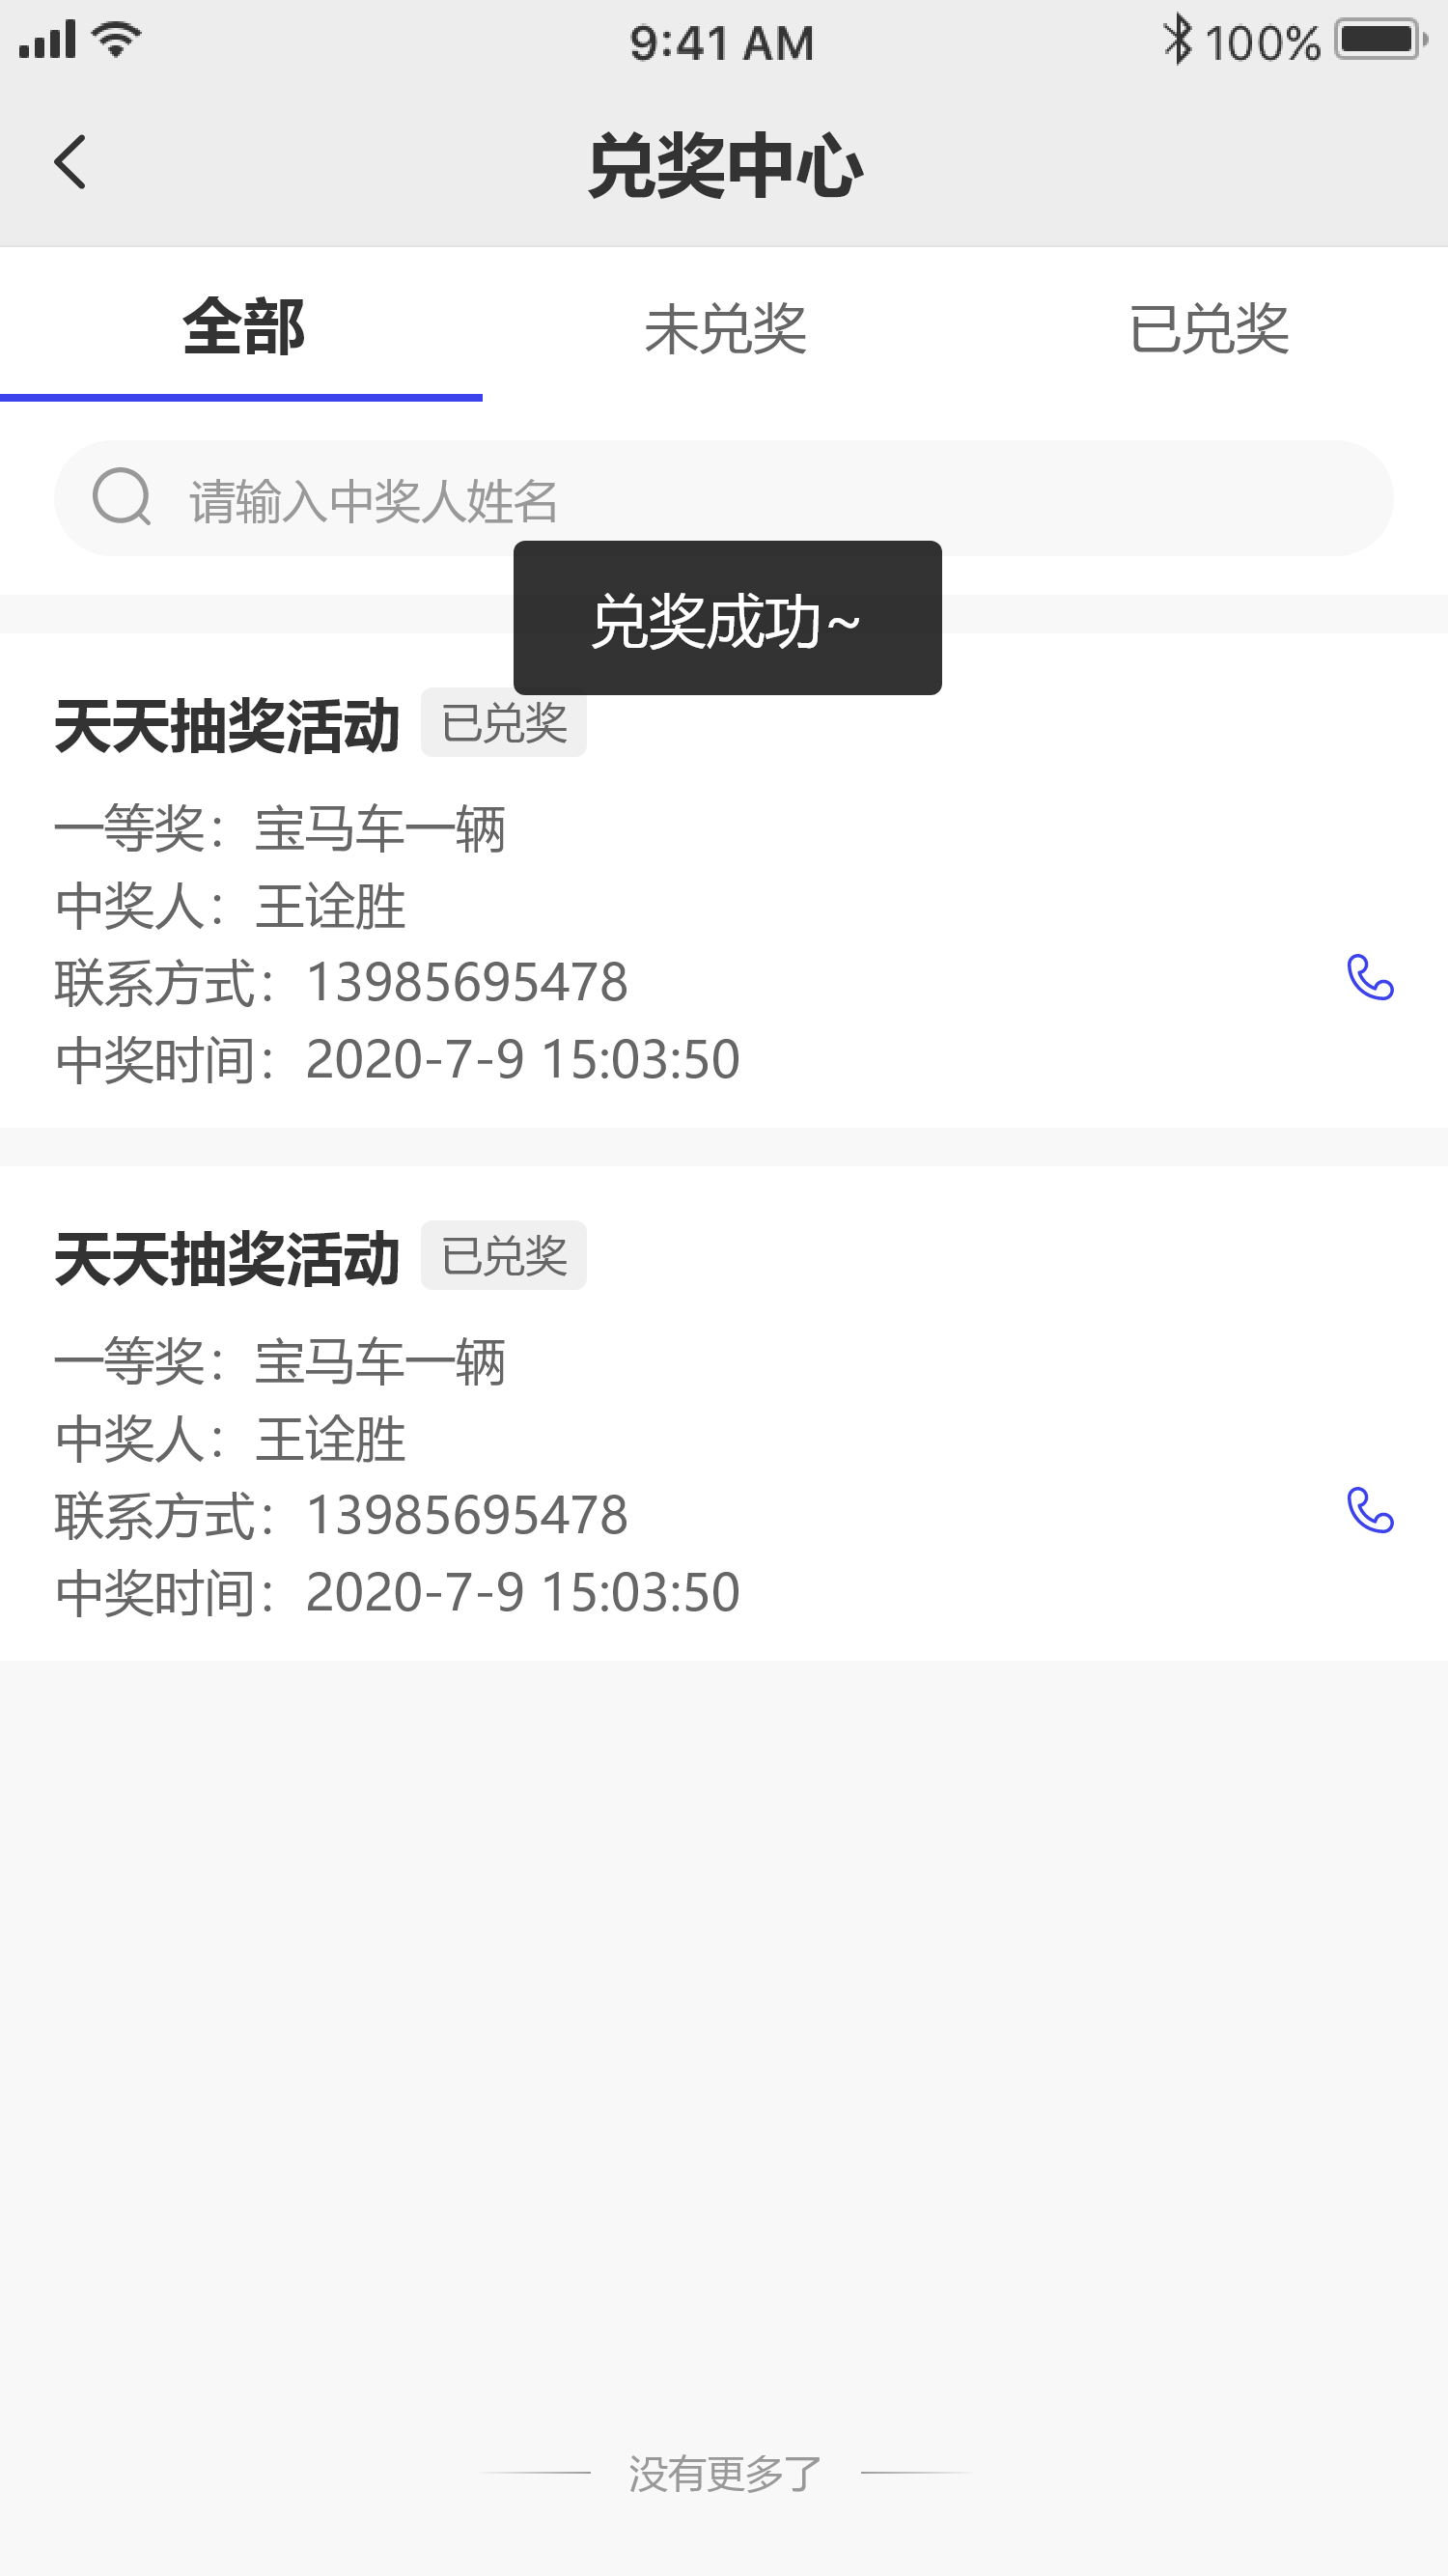 9:41 AM
100%
兑奖中心
全部 未兑奖 已兑奖
请输入中奖人姓名
兑奖成功~
天天抽奖活动 已兑奖
一等奖：宝马车一辆
中奖人：王诠胜
联系方式：13985695478
中奖时间：2020-7-9 15:03:50
天天抽奖活动 已兑奖
一等奖：宝马车一辆
中奖人：王诠胜
联系方式：13985695478
中奖时间：2020-7-9 15:03:50
没有更多了